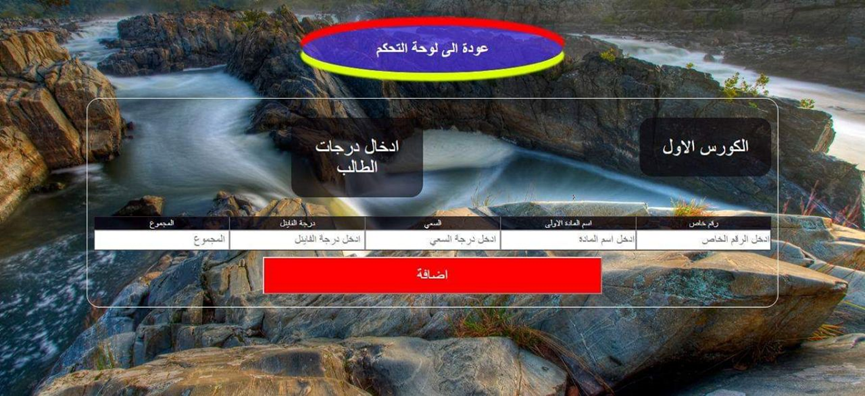 عودة الى لوحة التحكم
الكورس الاول
ادخال درجات
الطالب
رقم خاص
اسم المادة الاولى
السعي
درجة الفاينل
المجموع
ادخل الرقم الخاص
ادخل اسم المادة
ادخل درجة السعي
ادخل درجة الفاينل
المجموع
اضافة